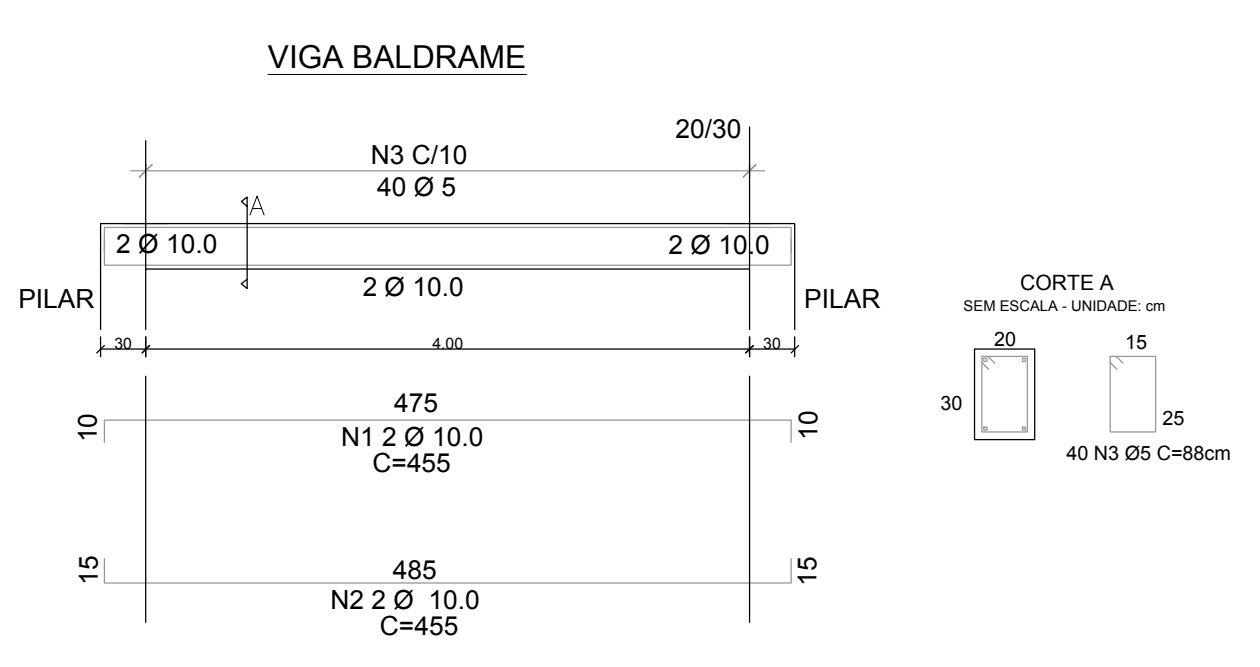 VIGA BALDRAME
20/30
N3 C/10
40 Ø 5
A
2 Ø 10.0
2 Ø 10.0
2 Ø 10.0
PILAR
PILAR
30
4.00
30
475
10
10
N1 2 Ø 10.0
C=455
485
15
15
N2 2 Ø 10.0
C=455
CORTE A
SEM ESCALA - UNIDADE: cm
20
15
30
25
40 N3 Ø5 C=88cm